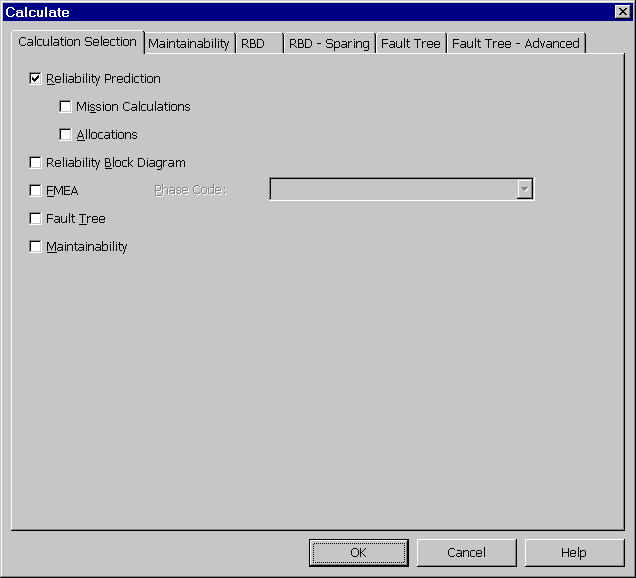 Calculate
Calculation Selection Maintainability RBD RBD - Sparing Fault Tree Fault Tree - Advanced
Reliability Prediction
Mission Calculations
Allocations
Reliability Block Diagram
FMEA Phase Code:
Fault Tree
Maintainability
OK Cancel Help